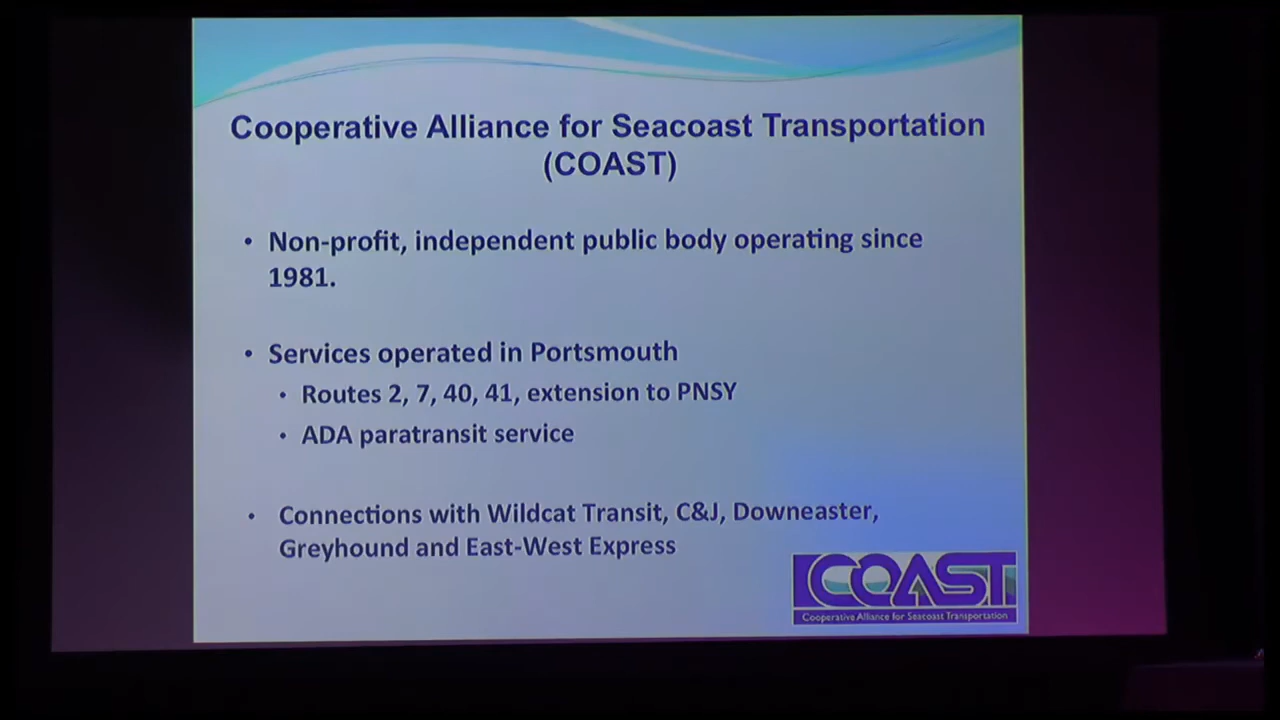 Cooperative Alliance for Seacoast Transportation
(COAST)
• Non-profit, independent public body operating since
1981.
• Services operated in Portsmouth
• Routes 2, 7, 40, 41, extension to PNSY
• ADA paratransit service
• Connections with Wildcat Transit, C&J, Downeaster,
Greyhound and East-West Express
COAST
Cooperative Alliance for Seacoast Transportation